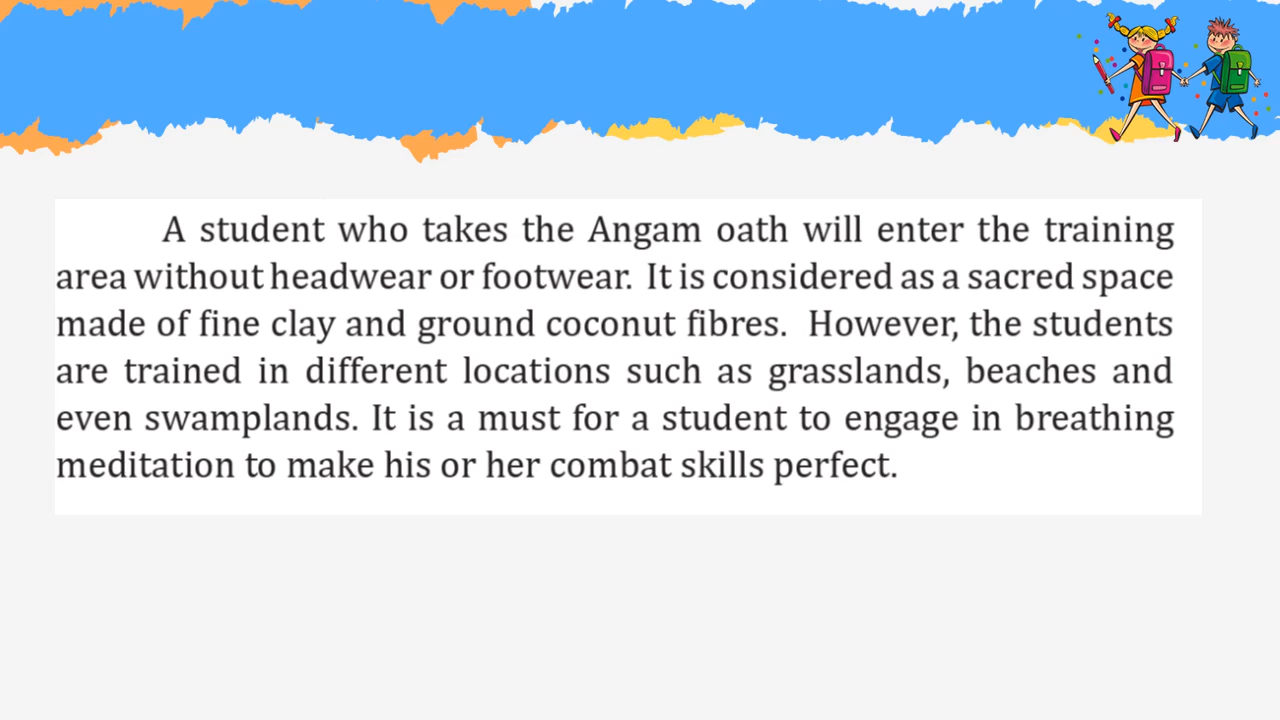 A student who takes the Angam oath will enter the training
area without headwear or footwear. It is considered as a sacred space
made of fine clay and ground coconut fibres. However, the students
are trained in different locations such as grasslands, beaches and
even swamplands. It is a must for a student to engage in breathing
meditation to make his or her combat skills perfect.